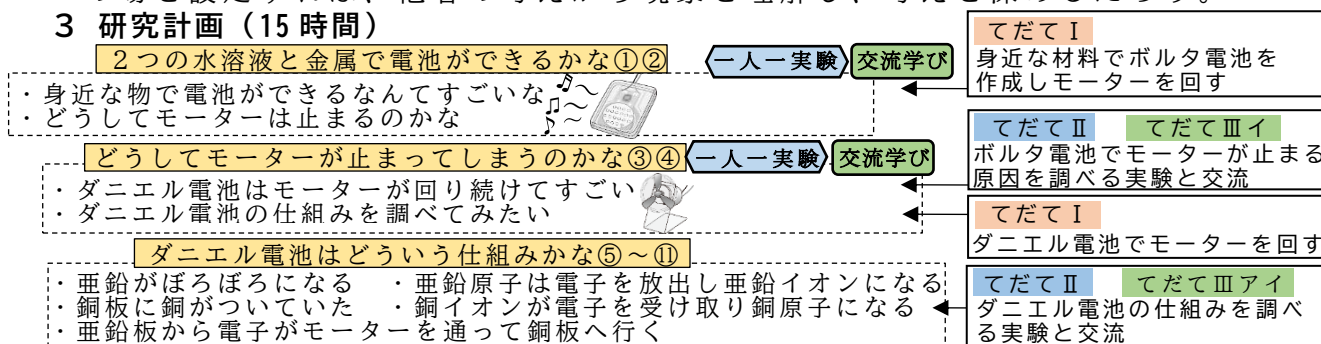 ３ 研究計画（15 時間）
２つの水溶液と金属で電池ができるかな①②
一人一実験
交流学び
てだてⅠ
身近な材料でボルタ電池を
作成しモーターを回す
・身近な物で電池ができるなんてすごいな
・どうしてモーターは止まるのかな
どうしてモーターが止まってしまうのかな③④
一人一実験
交流学び
てだてⅡ てだてⅢイ
ボルタ電池でモーターが止まる
原因を調べる実験と交流
・ダニエル電池はモーターが回り続けてすごい
・ダニエル電池の仕組みを調べてみたい
てだてⅠ
ダニエル電池でモーターを回す
ダニエル電池はどういう仕組みかな⑤～⑪
・亜鉛がぼろぼろになる ・亜鉛原子は電子を放出し亜鉛イオンになる
・銅板に銅がついていた ・銅イオンが電子を受け取り銅原子になる
・亜鉛板から電子がモーターを通って銅板へ行く
てだてⅡ てだてⅢアイ
ダニエル電池の仕組みを調べ
る実験と交流